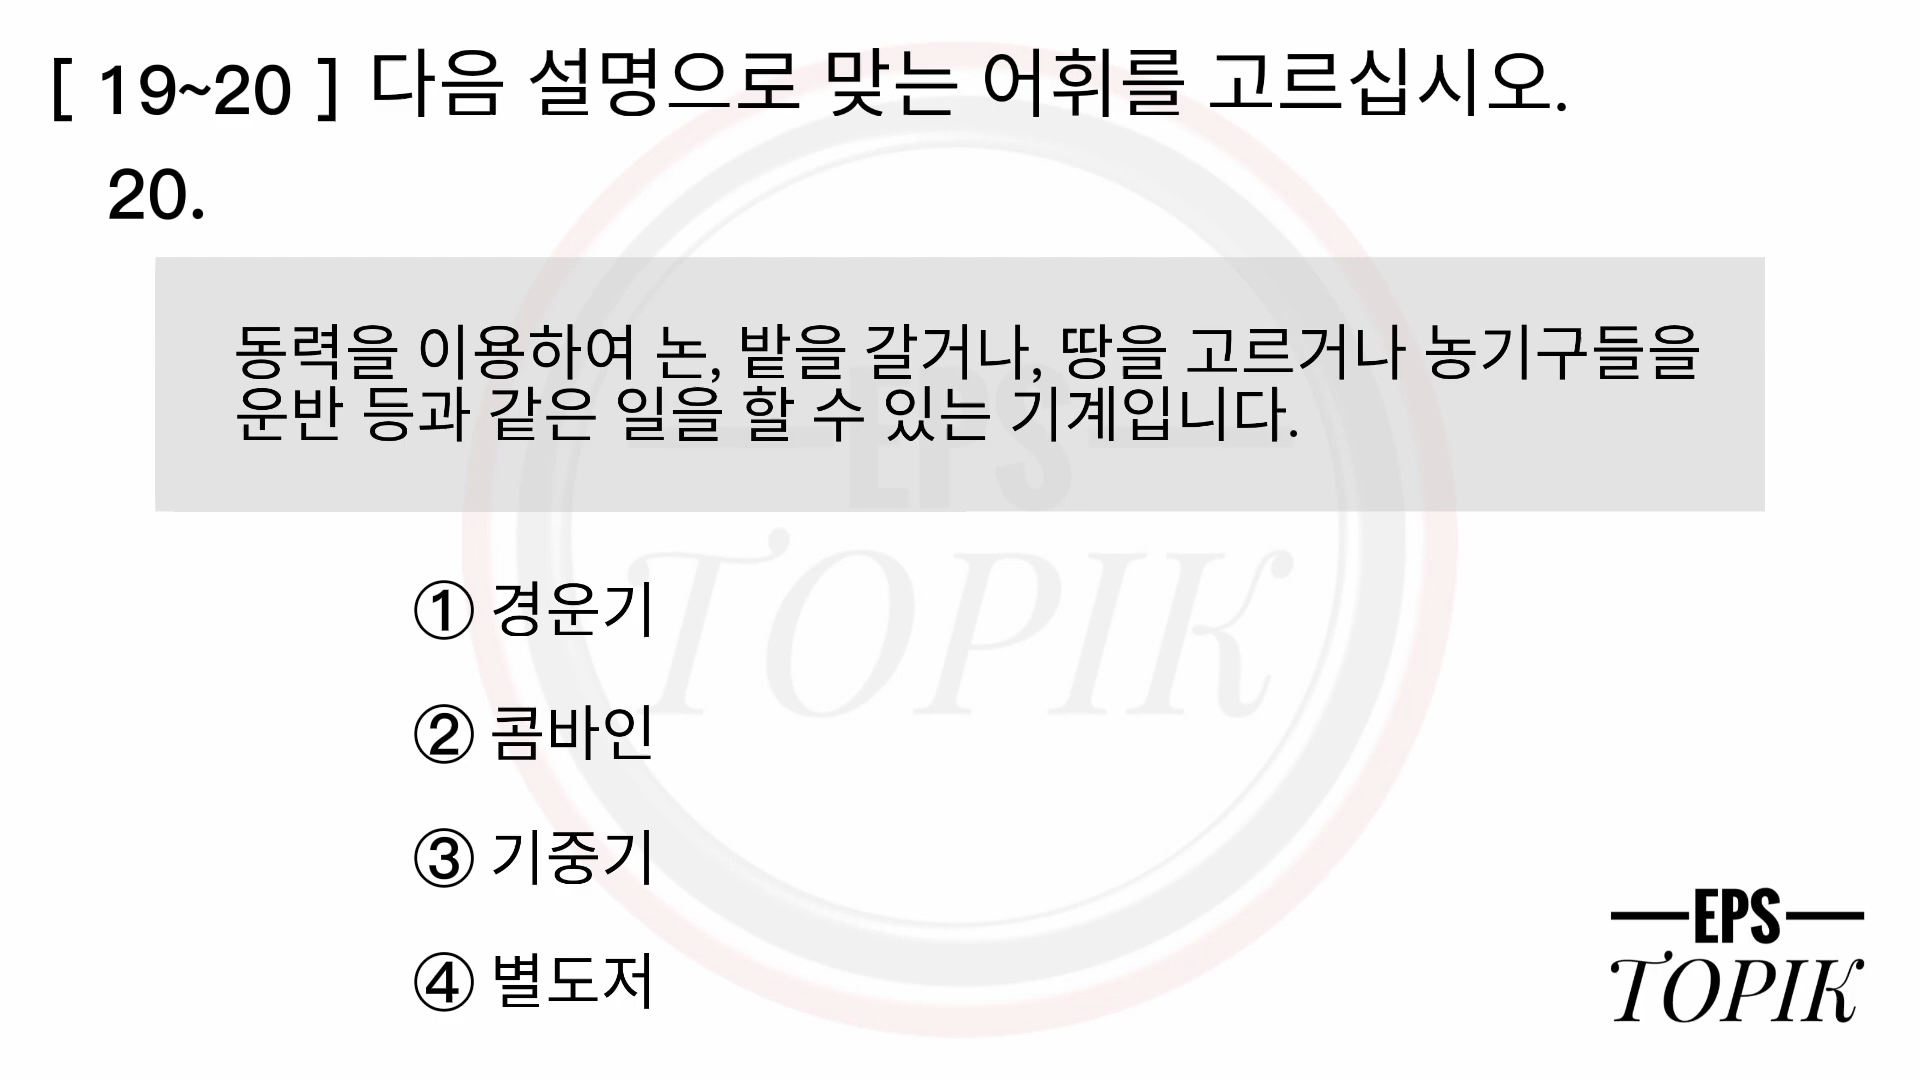 [ 19~20 ] 다음 설명으로 맞는 어휘를 고르십시오.
20.
동력을 이용하여 논, 밭을 갈거나, 땅을 고르거나 농기구들을
운반 등과 같은 일을 할 수 있는 기계입니다.
① 경운기
② 콤바인
③ 기중기
④ 별도저
EPS
TOPIK
EPS
TOPIK